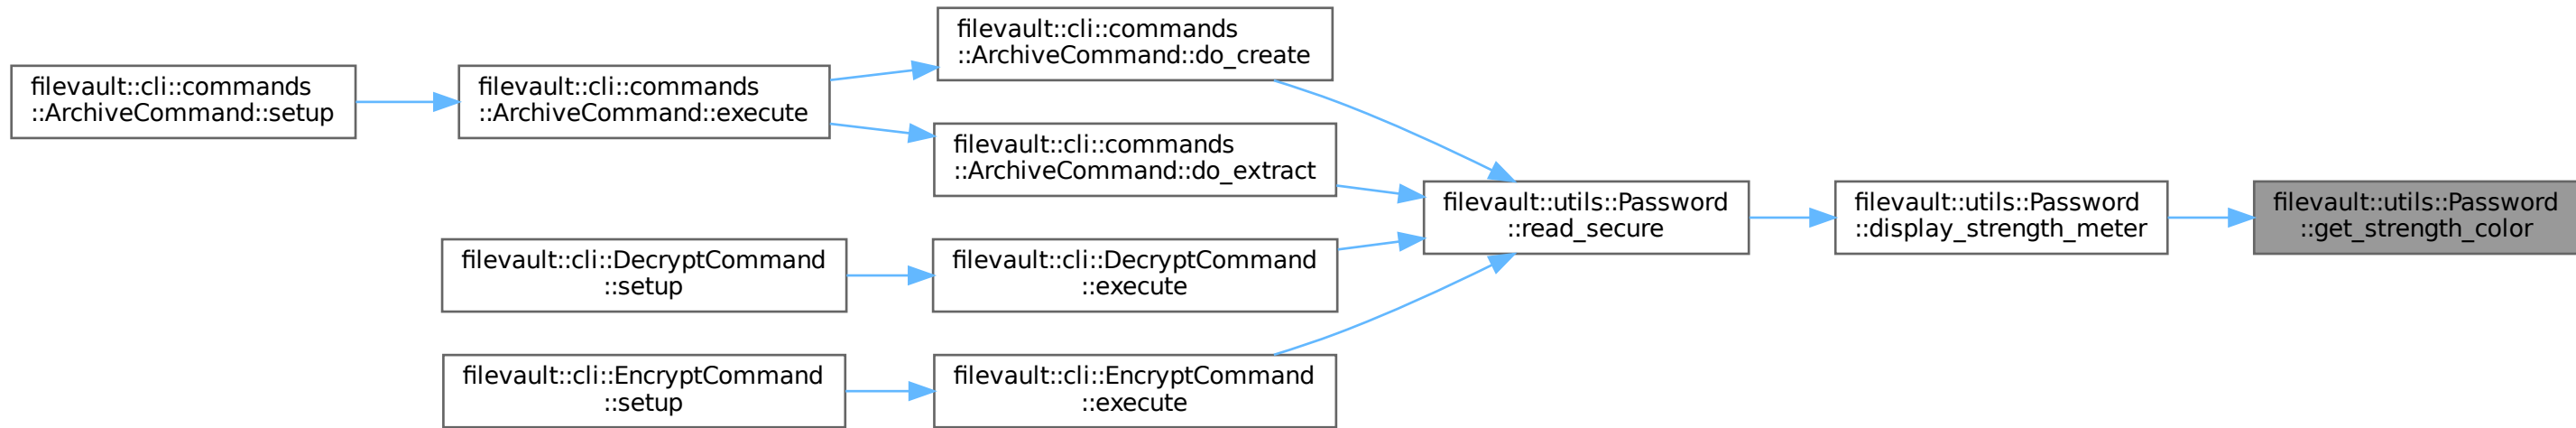 filevault::cli::commands
::ArchiveCommand::setup
filevault::cli::commands
::ArchiveCommand::execute
filevault::cli::commands
::ArchiveCommand::do_create
filevault::cli::commands
::ArchiveCommand::do_extract
filevault::cli::DecryptCommand
::setup
filevault::cli::DecryptCommand
::execute
filevault::cli::EncryptCommand
::setup
filevault::cli::EncryptCommand
::execute
filevault::utils::Password
::read_secure
filevault::utils::Password
::display_strength_meter
filevault::utils::Password
::get_strength_color